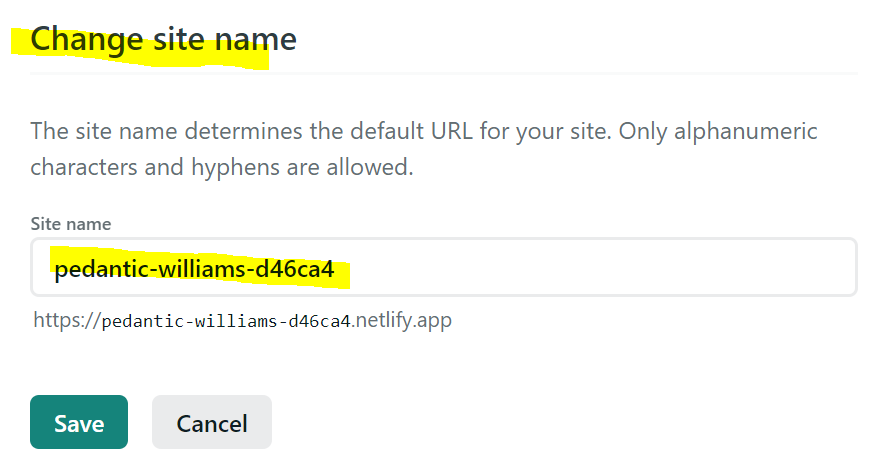 Change site name
The site name determines the default URL for your site. Only alphanumeric
characters and hyphens are allowed.
Site name
pedantic-williams-d46ca4
https://pedantic-williams-d46ca4.netlify.app
Save Cancel